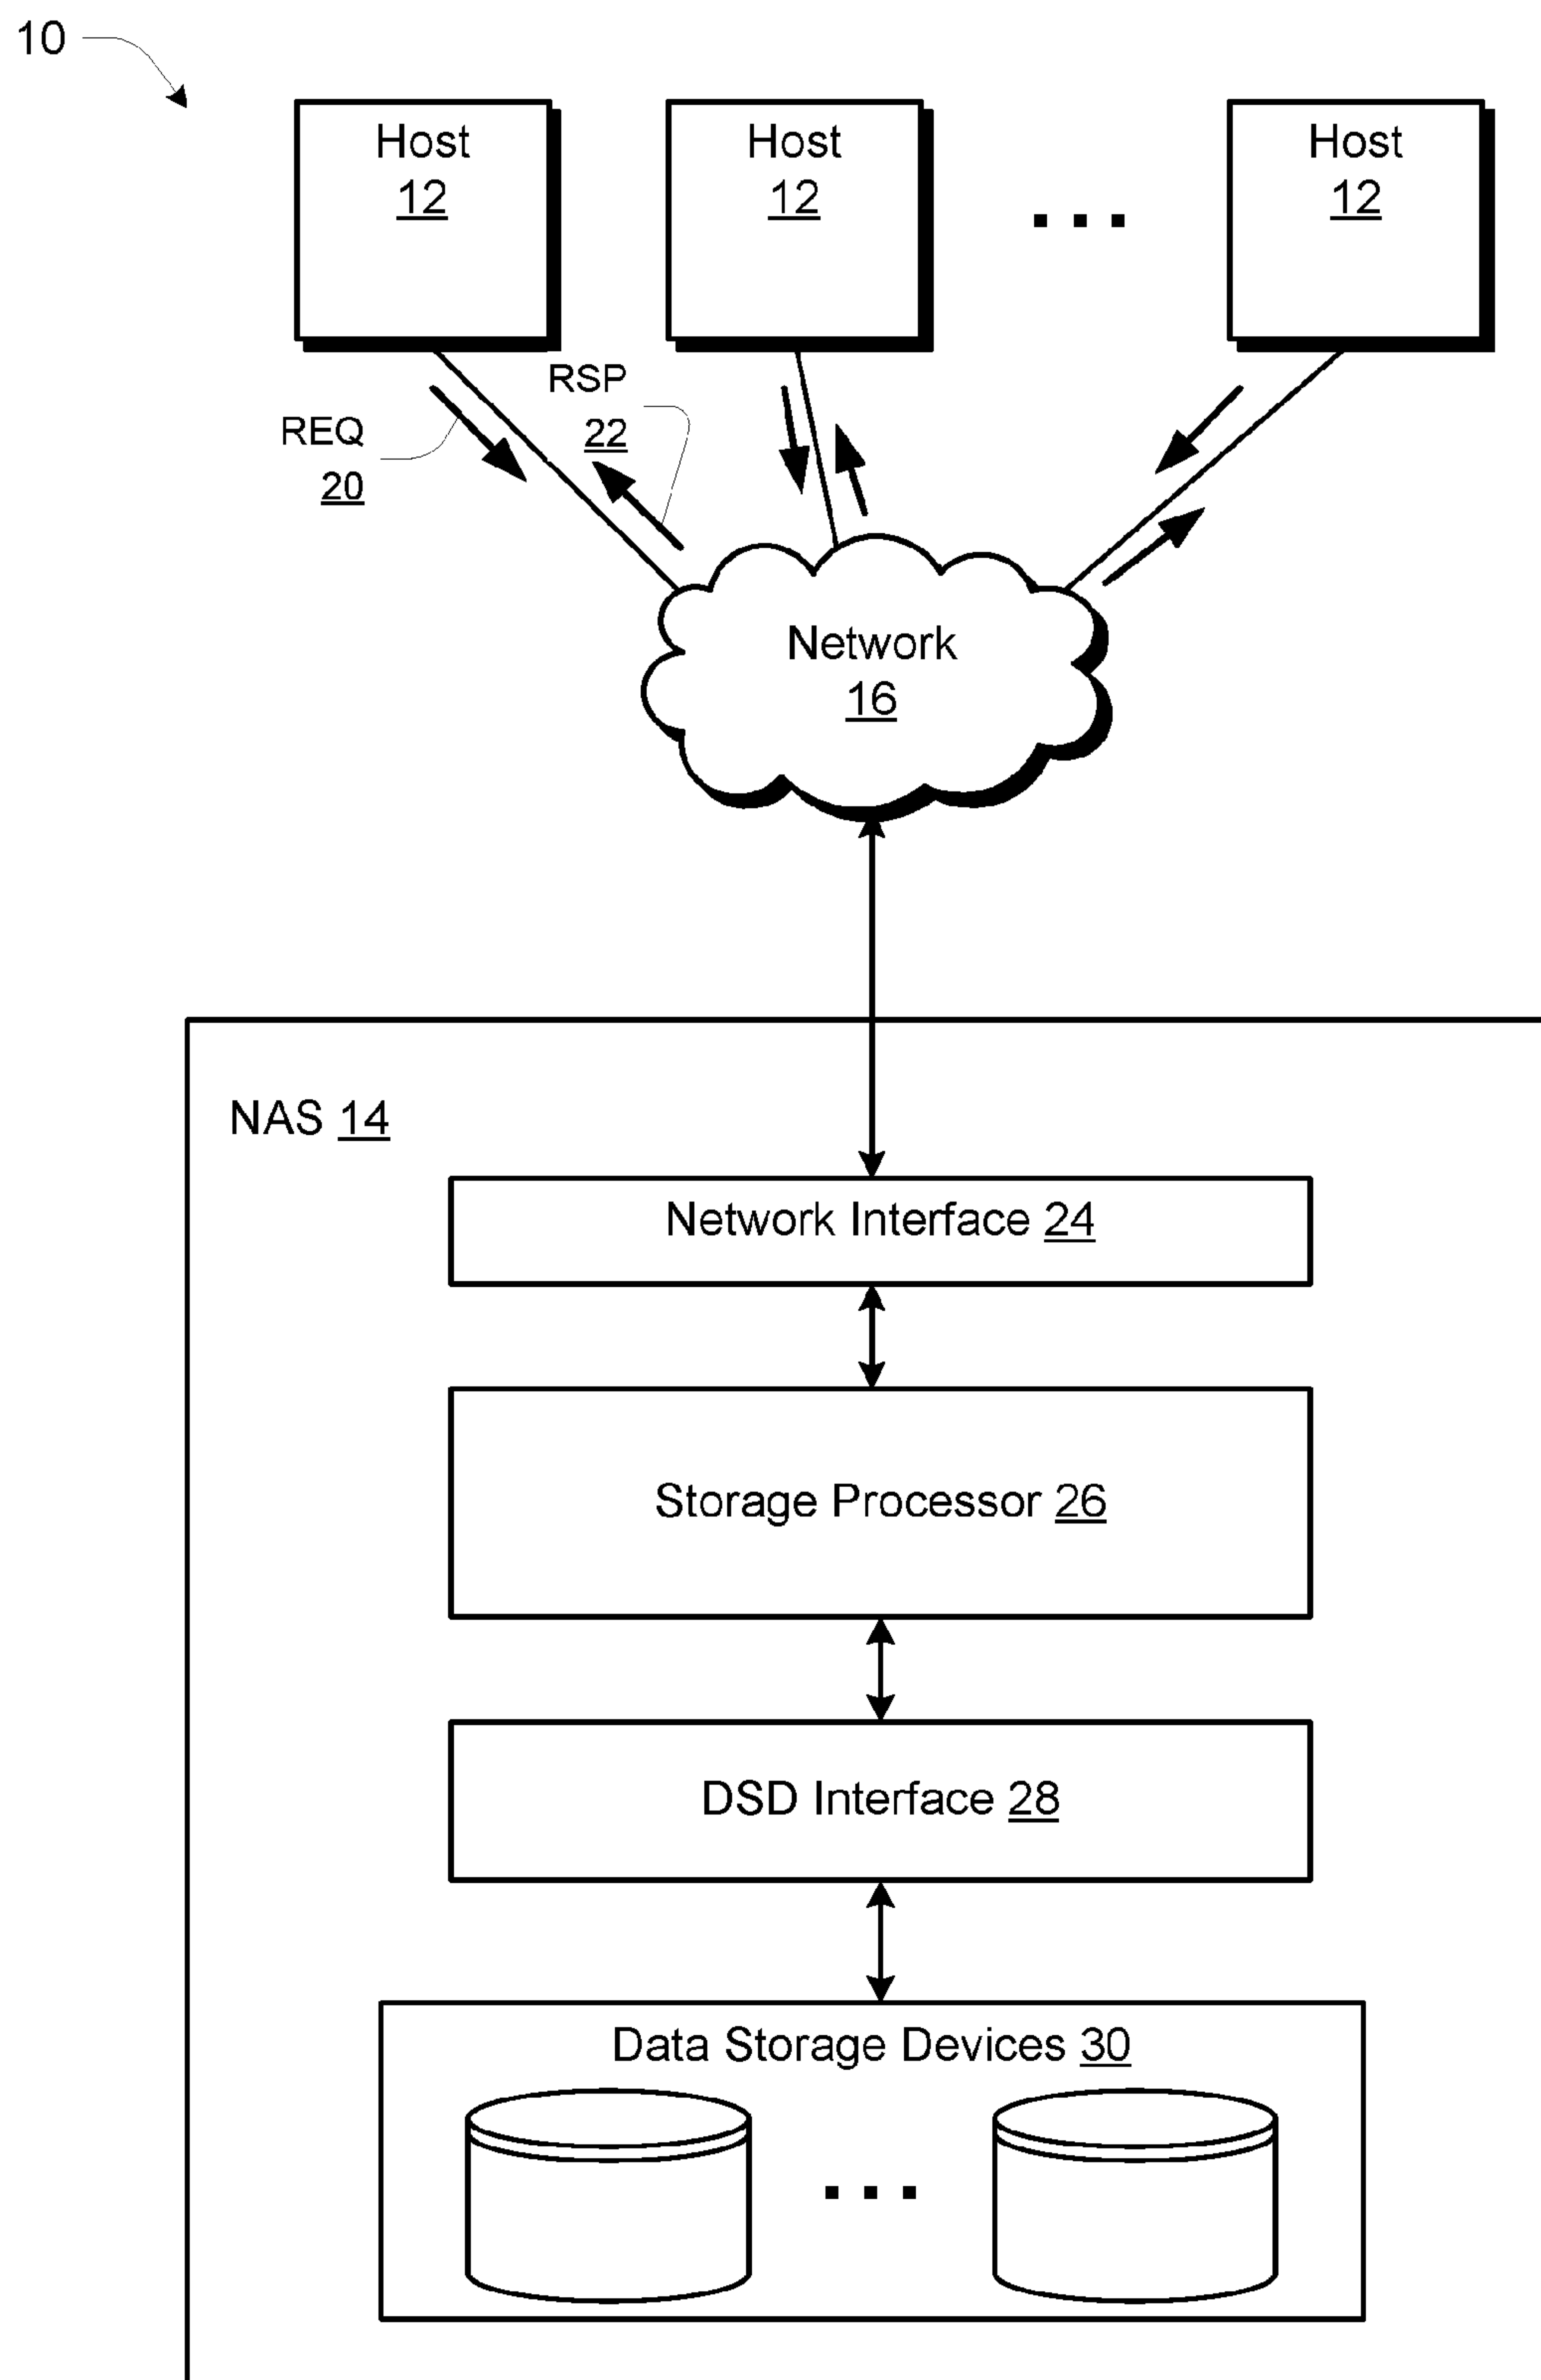 10
Host
12
Host
12
Host
12
RSP
22
REQ
20
Network
16
NAS 14
Network Interface 24
Storage Processor 26
DSD Interface 28
Data Storage Devices 30